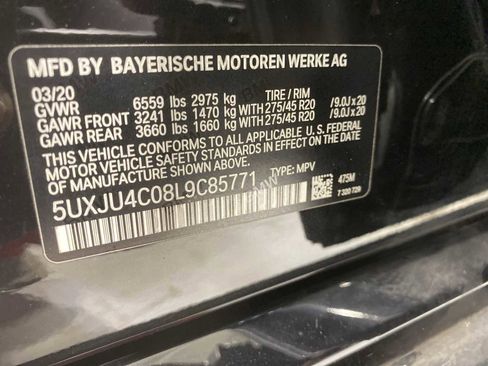 MFD BY BAYERISCHE MOTOREN WERKE AG
03/20 TIRE / RIM
GVWR 6559 lbs 2975 kg
GAWR FRONT 3241 lbs 1470 kg WITH 275/45 R20 /9.0J x 20
GAWR REAR 3660 lbs 1660 kg WITH 275/45 R20 /9.0J x 20
THIS VEHICLE CONFORMS TO ALL APPLICABLE U. S. FEDERAL
MOTOR VEHICLE SAFETY STANDARDS IN EFFECT ON THE DATE OF
MANUFACTURE SHOWN ABOVE.
5UXJU4C08L9C85771 TYPE: MPV 475M
7 320 729